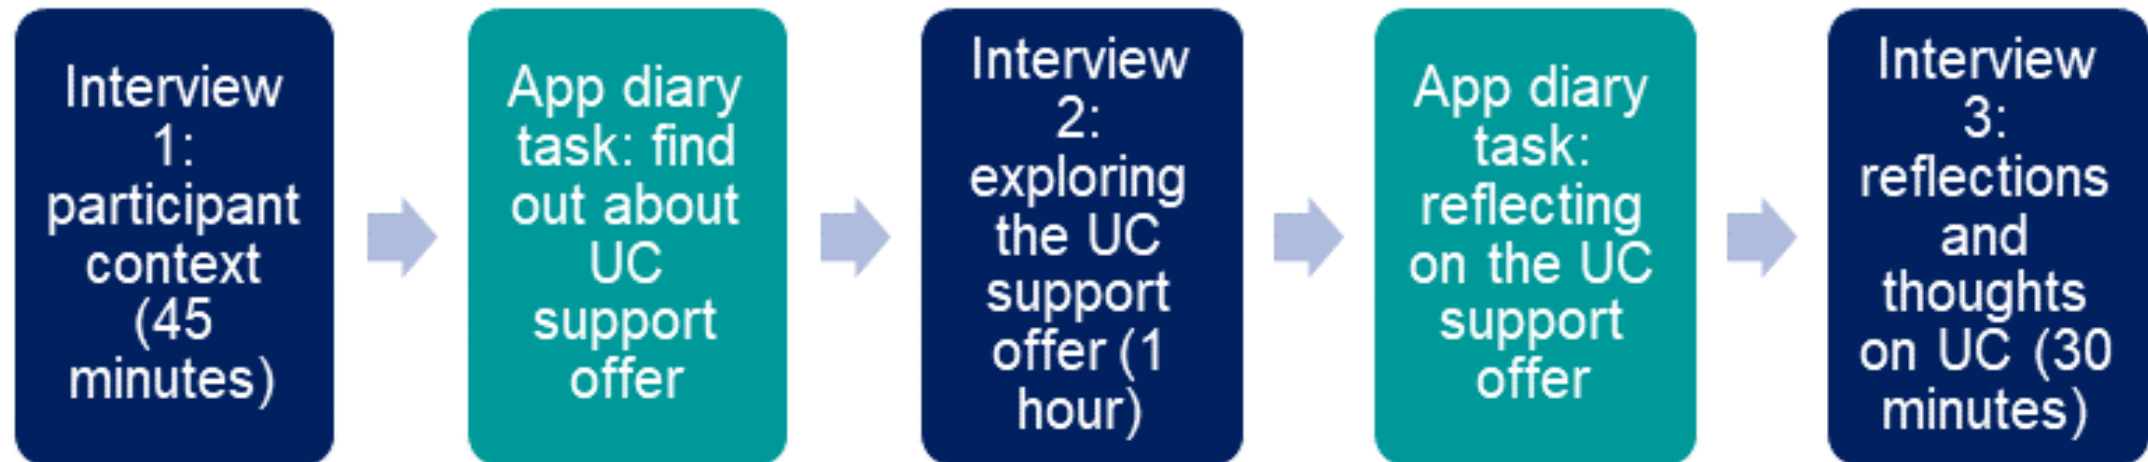 Interview
1:
participant
context
(45
minutes)
App diary
task: find
out about
UC
support
offer
Interview
2:
exploring
the UC
support
offer (1
hour)
App diary
task:
reflecting
on the UC
support
offer
Interview
3:
reflections
and
thoughts
on UC (30
minutes)